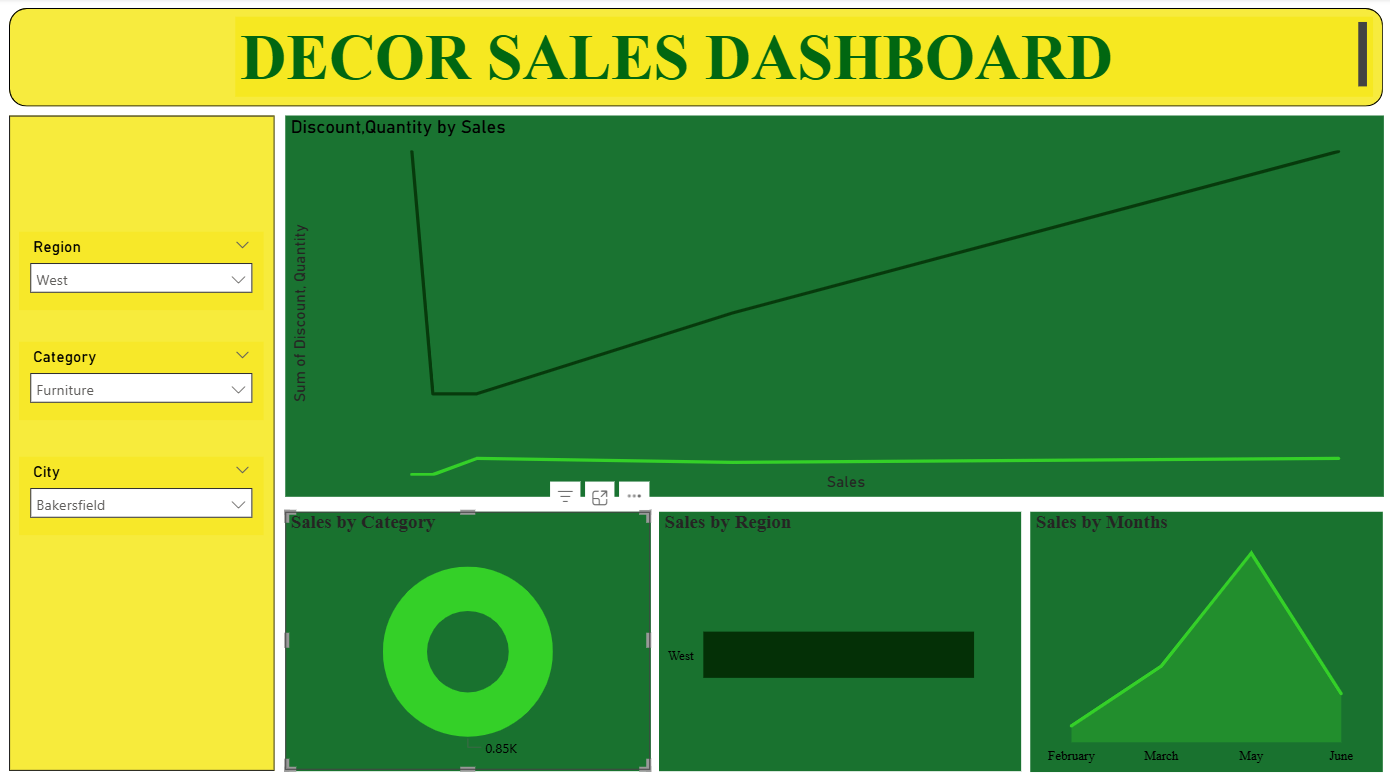 DECOR SALES DASHBOARD
Region
West
Category
Furniture
City
Bakersfield
Discount,Quantity by Sales
Sum of Discount, Quantity
Sales
Sales by Category
0.85K
Sales by Region
West
Sales by Months
February March May June